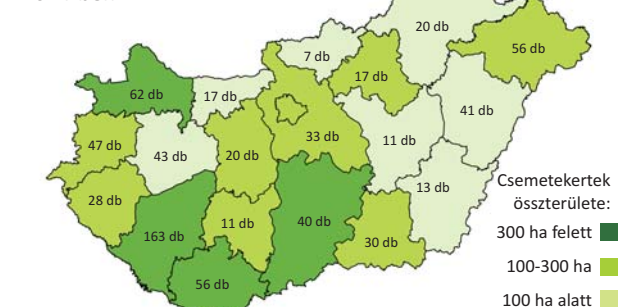 20 db
56 db
7 db
17 db
62 db
17 db
41 db
33 db
11 db
47 db
43 db
20 db
13 db
28 db
163 db
11 db
40 db
30 db
56 db
Csemetekertek
összterülete:
300 ha felett
100-300 ha
100 ha alatt